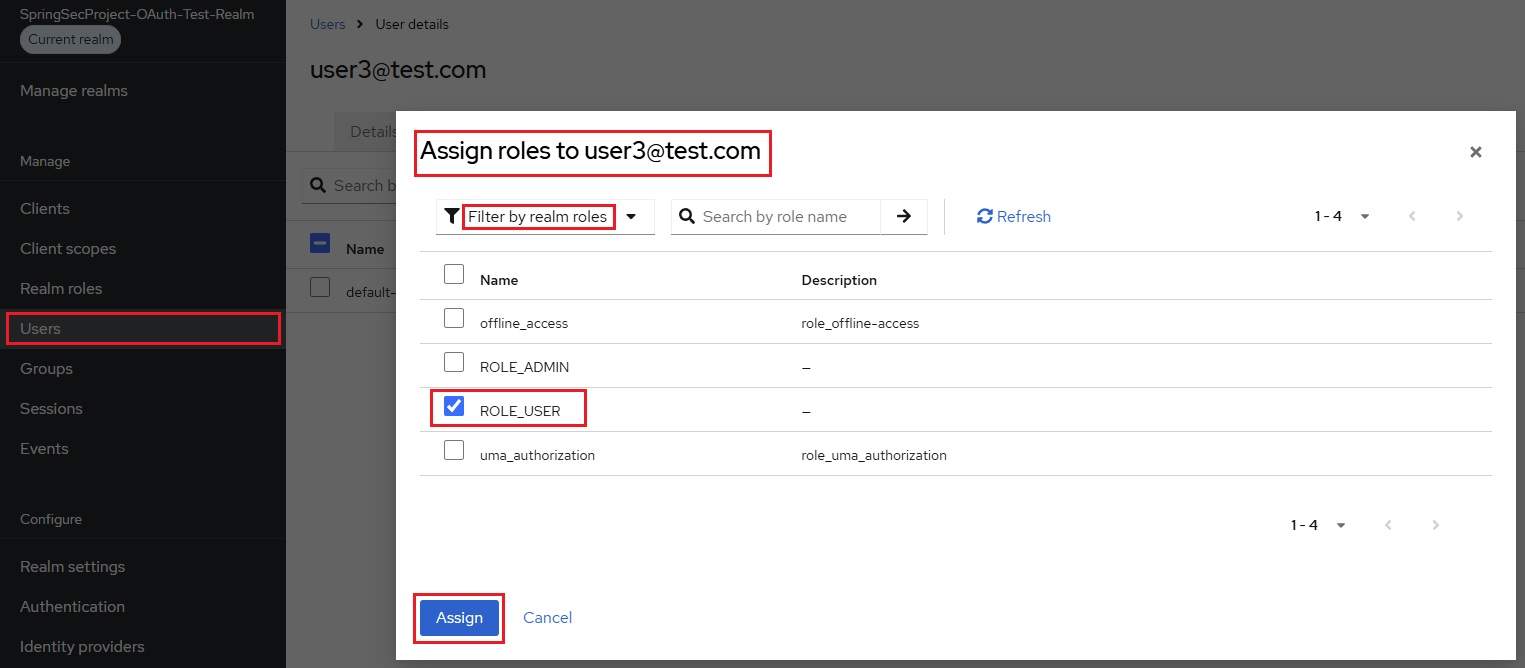 SpringSecProject-OAuth-Test-Realm
Current realm
Manage realms
Manage
Clients
Client scopes
Realm roles
Users
Groups
Sessions
Events
Configure
Realm settings
Authentication
Identity providers
Users > User details
user3@test.com
Details
Search b
Name
default-
Assign roles to user3@test.com
Filter by realm roles
Search by role name
Refresh
1 - 4
Name Description
offline_access role_offline-access
ROLE_ADMIN –
ROLE_USER –
uma_authorization role_uma_authorization
1 - 4
Assign Cancel